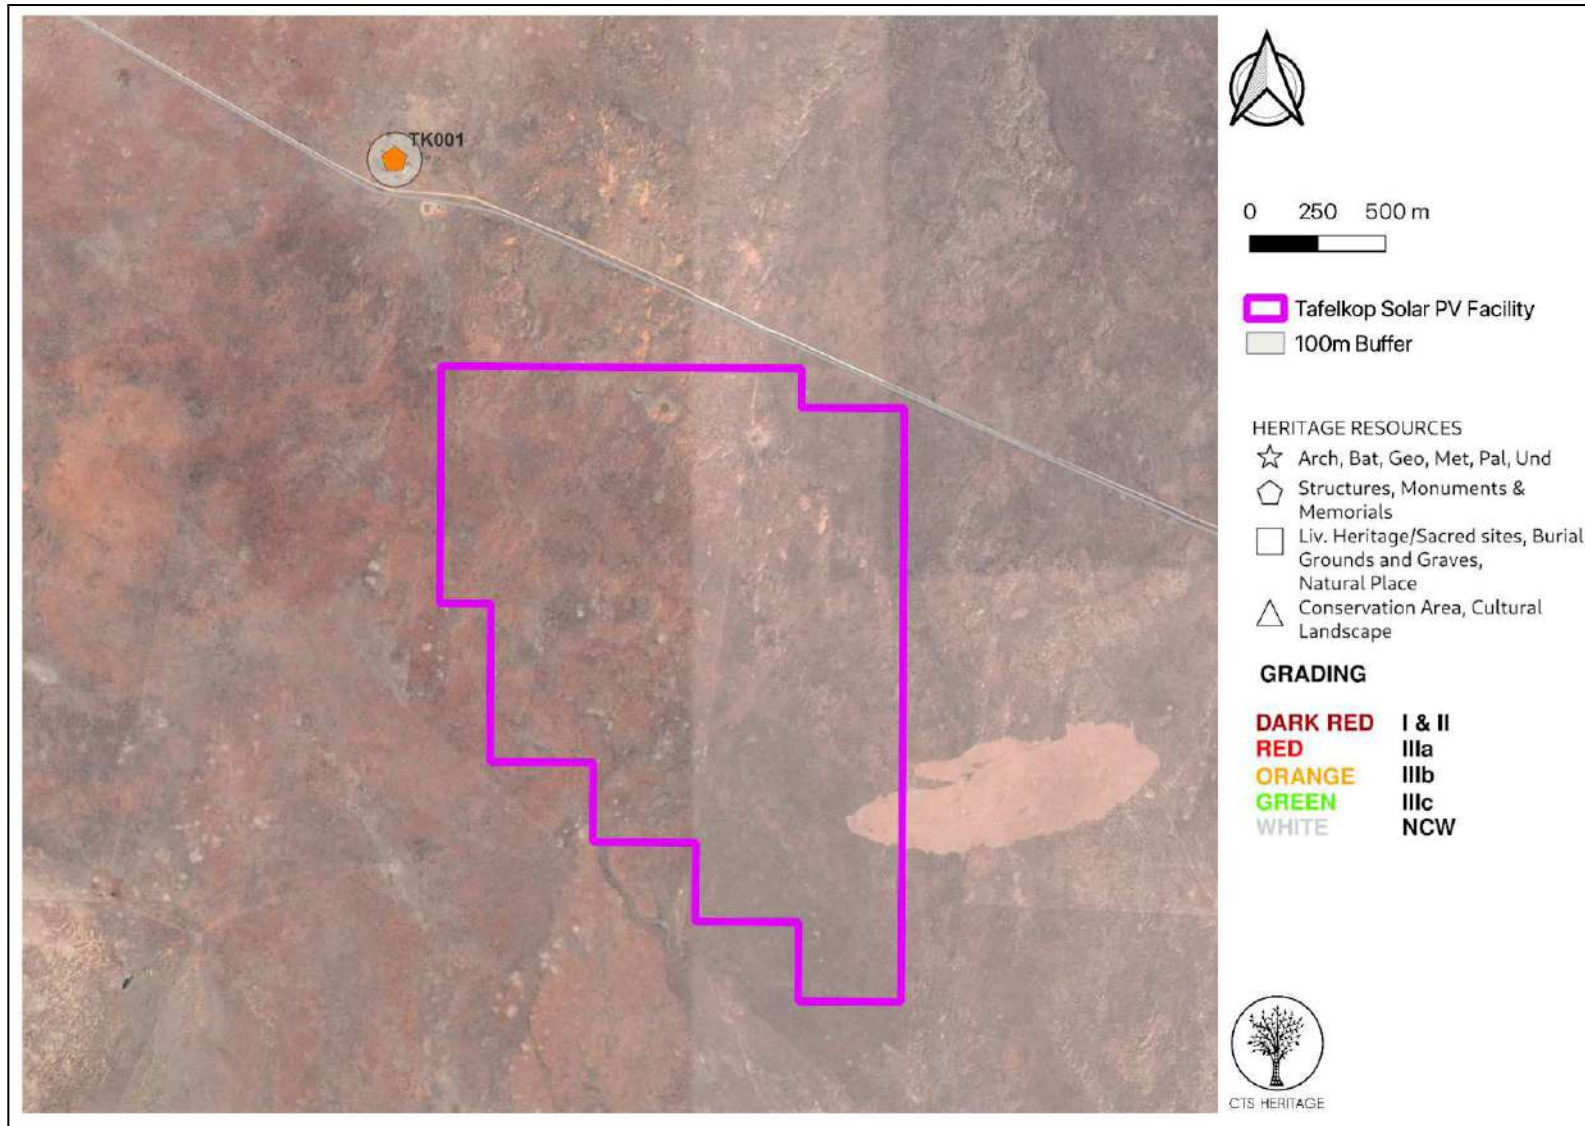 TK001
0 250 500 m
Tafelkop Solar PV Facility
100m Buffer
HERITAGE RESOURCES
Arch, Bat, Geo, Met, Pal, Und
Structures, Monuments &
Memorials
Liv. Heritage/Sacred sites, Burial
Grounds and Graves,
Natural Place
Conservation Area, Cultural
Landscape
GRADING
DARK RED I & II
RED IIIa
ORANGE IIIb
GREEN IIIc
WHITE NCW
CTS HERITAGE